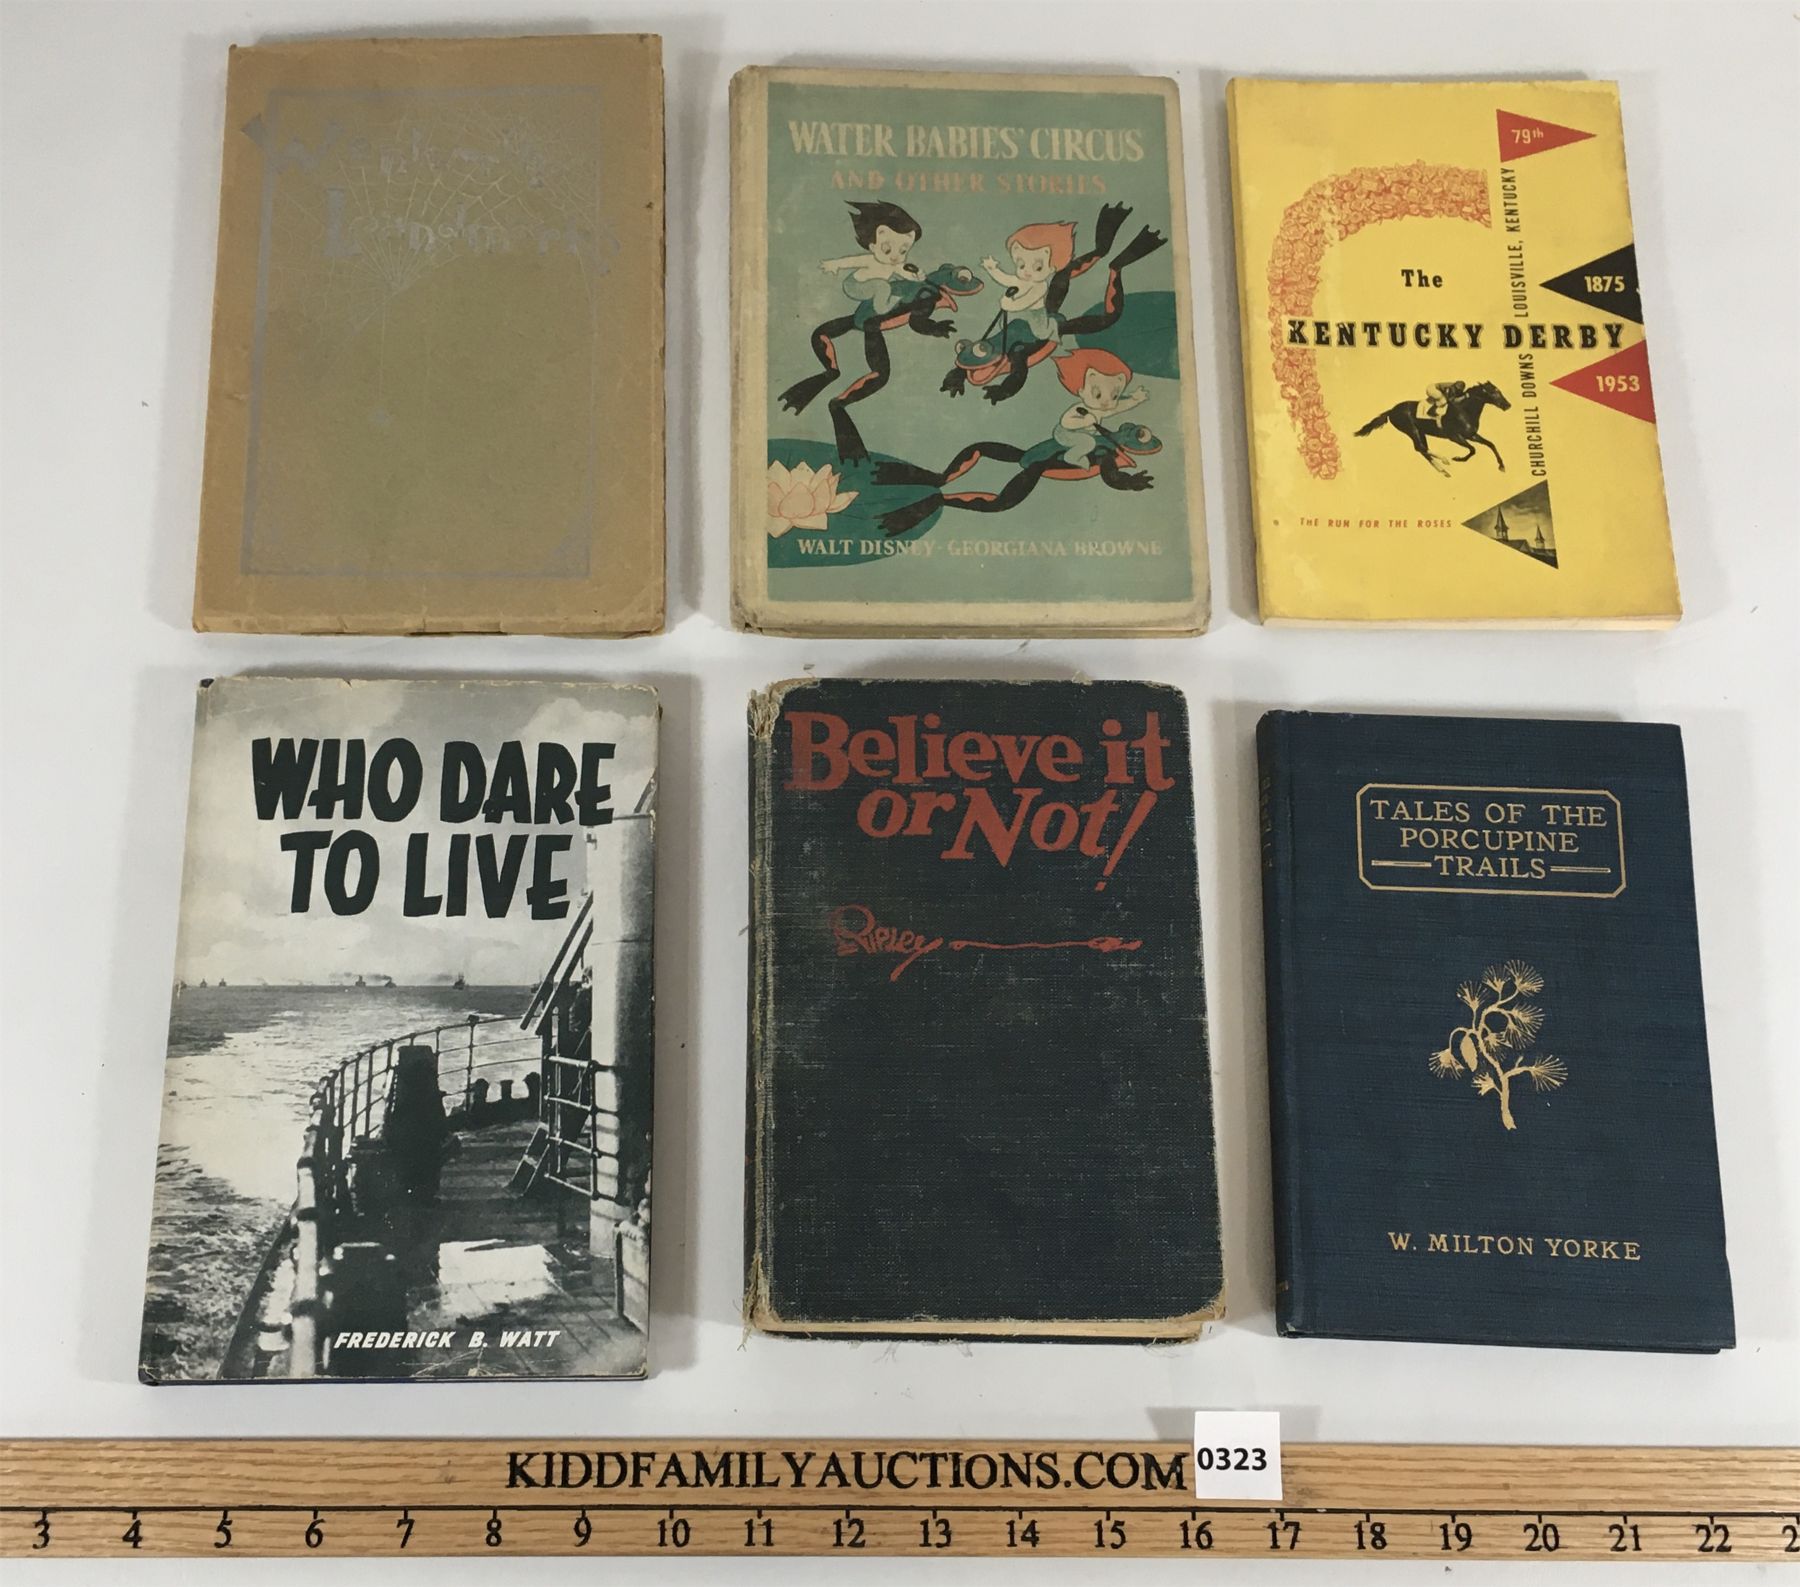 Landmarks
WATER BABIES' CIRCUS
AND OTHER STORIES
WALT DISNEY · GEORGIANA BROWNE
79th
CHURCHILL DOWNS LOUISVILLE, KENTUCKY
The
1875
KENTUCKY DERBY
1953
THE RUN FOR THE ROSES
WHO DARE
TO LIVE
FREDERICK B. WATT
Believe it
or Not!
Ripley
TALES OF THE
PORCUPINE
TRAILS
W. MILTON YORKE
KIDDFAMILYAUCTIONS.COM
0323
3 4 5 6 7 8 9 10 11 12 13 14 15 16 17 18 19 20 21 22